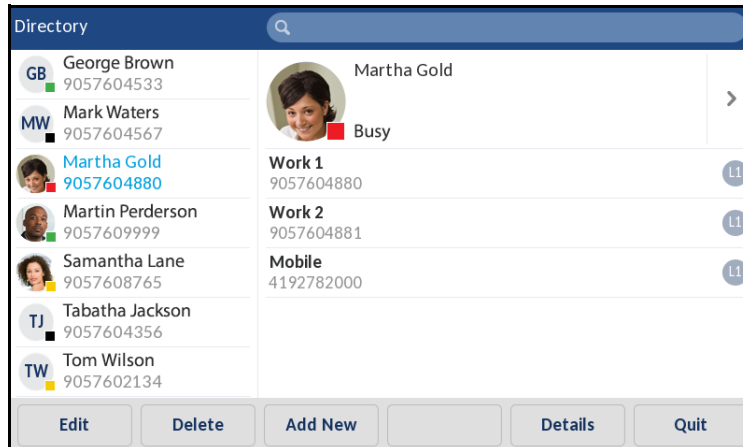 Directory
GB
George Brown
9057604533
MW
Mark Waters
9057604567
Martha Gold
9057604880
Martin Perderson
9057609999
Samantha Lane
9057608765
TJ
Tabatha Jackson
9057604356
TW
Tom Wilson
9057602134
Martha Gold
Busy
Work 1
9057604880
L1
Work 2
9057604881
L1
Mobile
4192782000
L1
Edit
Delete
Add New
Details
Quit